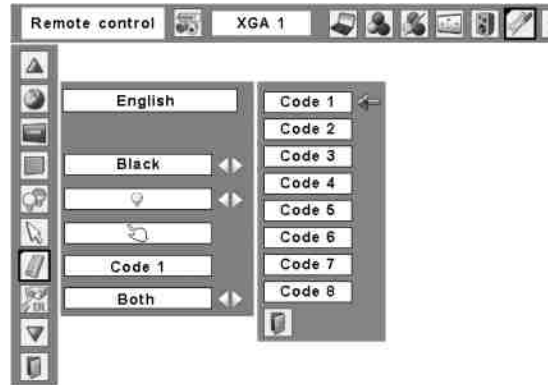 Remote control XGA 1
English
Black
Code 1
Both
Code 1
Code 2
Code 3
Code 4
Code 5
Code 6
Code 7
Code 8